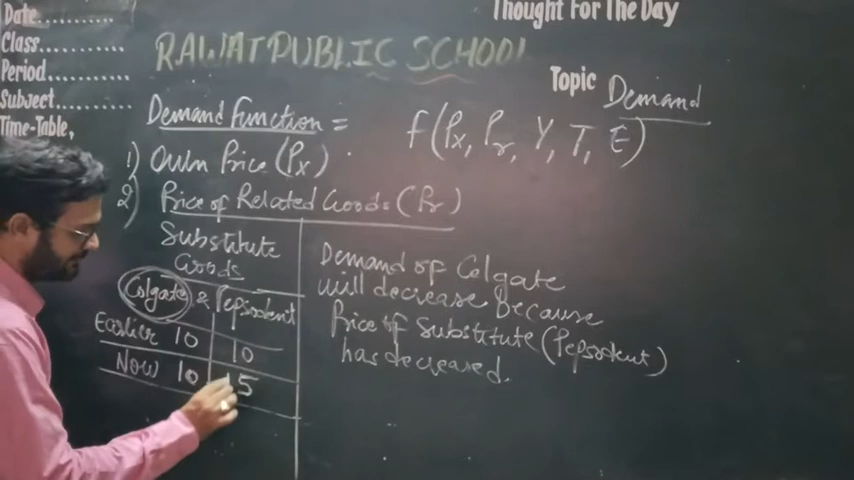 Thought For The Day
Date...........
Class...........
Period...........
Subject..........
Time-Table,
RAWAT PUBLIC SCHOOL
Topic Demand
Demand Function = f(Px, Pr, Y, T, E)
1) Own Price (Px)
2) Price of Related Goods (Pr)
Substitute
Goods
Colgate & Pepsodent
Earlier 10 10
Now 10 15
Demand of Colgate
will decrease because
Price of Substitute (Pepsodent)
has decreased.